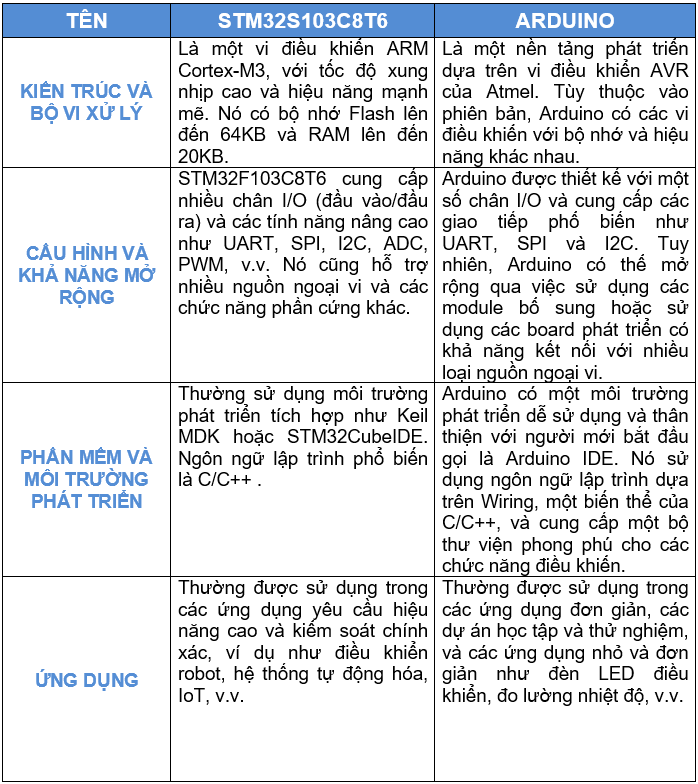 TÊN STM32S103C8T6 ARDUINO
KIẾN TRÚC VÀ
BỘ VI XỬ LÝ
Là một vi điều khiển ARM
Cortex-M3, với tốc độ xung
nhịp cao và hiệu năng mạnh
mẽ. Nó có bộ nhớ Flash lên
đến 64KB và RAM lên đến
20KB.
Là một nền tảng phát triển
dựa trên vi điều khiển AVR
của Atmel. Tùy thuộc vào
phiên bản, Arduino có các vi
điều khiển với bộ nhớ và hiệu
năng khác nhau.
CẤU HÌNH VÀ
KHẢ NĂNG MỞ
RỘNG
STM32F103C8T6 cung cấp
nhiều chân I/O (đầu vào/đầu
ra) và các tính năng nâng cao
như UART, SPI, I2C, ADC,
PWM, v.v. Nó cũng hỗ trợ
nhiều nguồn ngoại vi và các
chức năng phần cứng khác.
Arduino được thiết kế với một
số chân I/O và cung cấp các
giao tiếp phổ biến như
UART, SPI và I2C. Tuy
nhiên, Arduino có thể mở
rộng qua việc sử dụng các
module bổ sung hoặc sử
dụng các board phát triển có
khả năng kết nối với nhiều
loại nguồn ngoại vi.
PHẦN MỀM VÀ
MÔI TRƯỜNG
PHÁT TRIỂN
Thường sử dụng môi trường
phát triển tích hợp như Keil
MDK hoặc STM32CubeIDE.
Ngôn ngữ lập trình phổ biến
là C/C++ .
Arduino có một môi trường
phát triển dễ sử dụng và thân
thiện với người mới bắt đầu
gọi là Arduino IDE. Nó sử
dụng ngôn ngữ lập trình dựa
trên Wiring, một biến thể của
C/C++, và cung cấp một bộ
thư viện phong phú cho các
chức năng điều khiển.
ỨNG DỤNG
Thường được sử dụng trong
các ứng dụng yêu cầu hiệu
năng cao và kiểm soát chính
xác, ví dụ như điều khiển
robot, hệ thống tự động hóa,
IoT, v.v.
Thường được sử dụng trong
các ứng dụng đơn giản, các
dự án học tập và thử nghiệm,
và các ứng dụng nhỏ và đơn
giản như đèn LED điều
khiển, đo lường nhiệt độ, v.v.